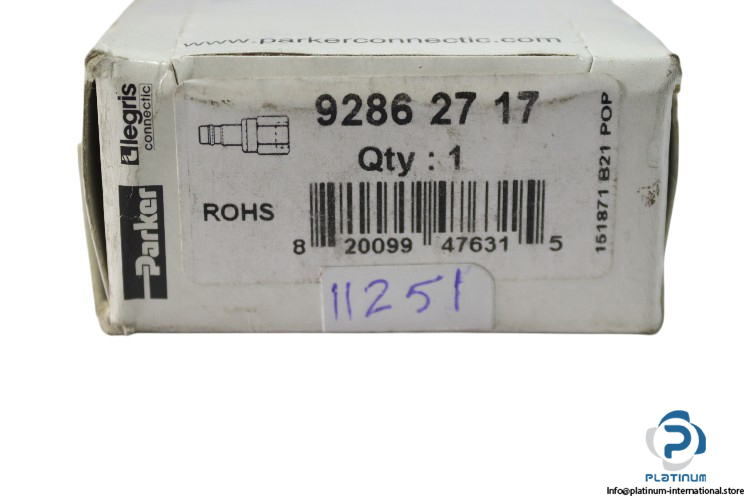 www.parkerconnectic.com
legris
connectic
Parker
9286 27 17
Qty : 1
ROHS
8 20099 47631 5
151871 B21 POP
11251
PLATINUM
Info@platinum-international.store